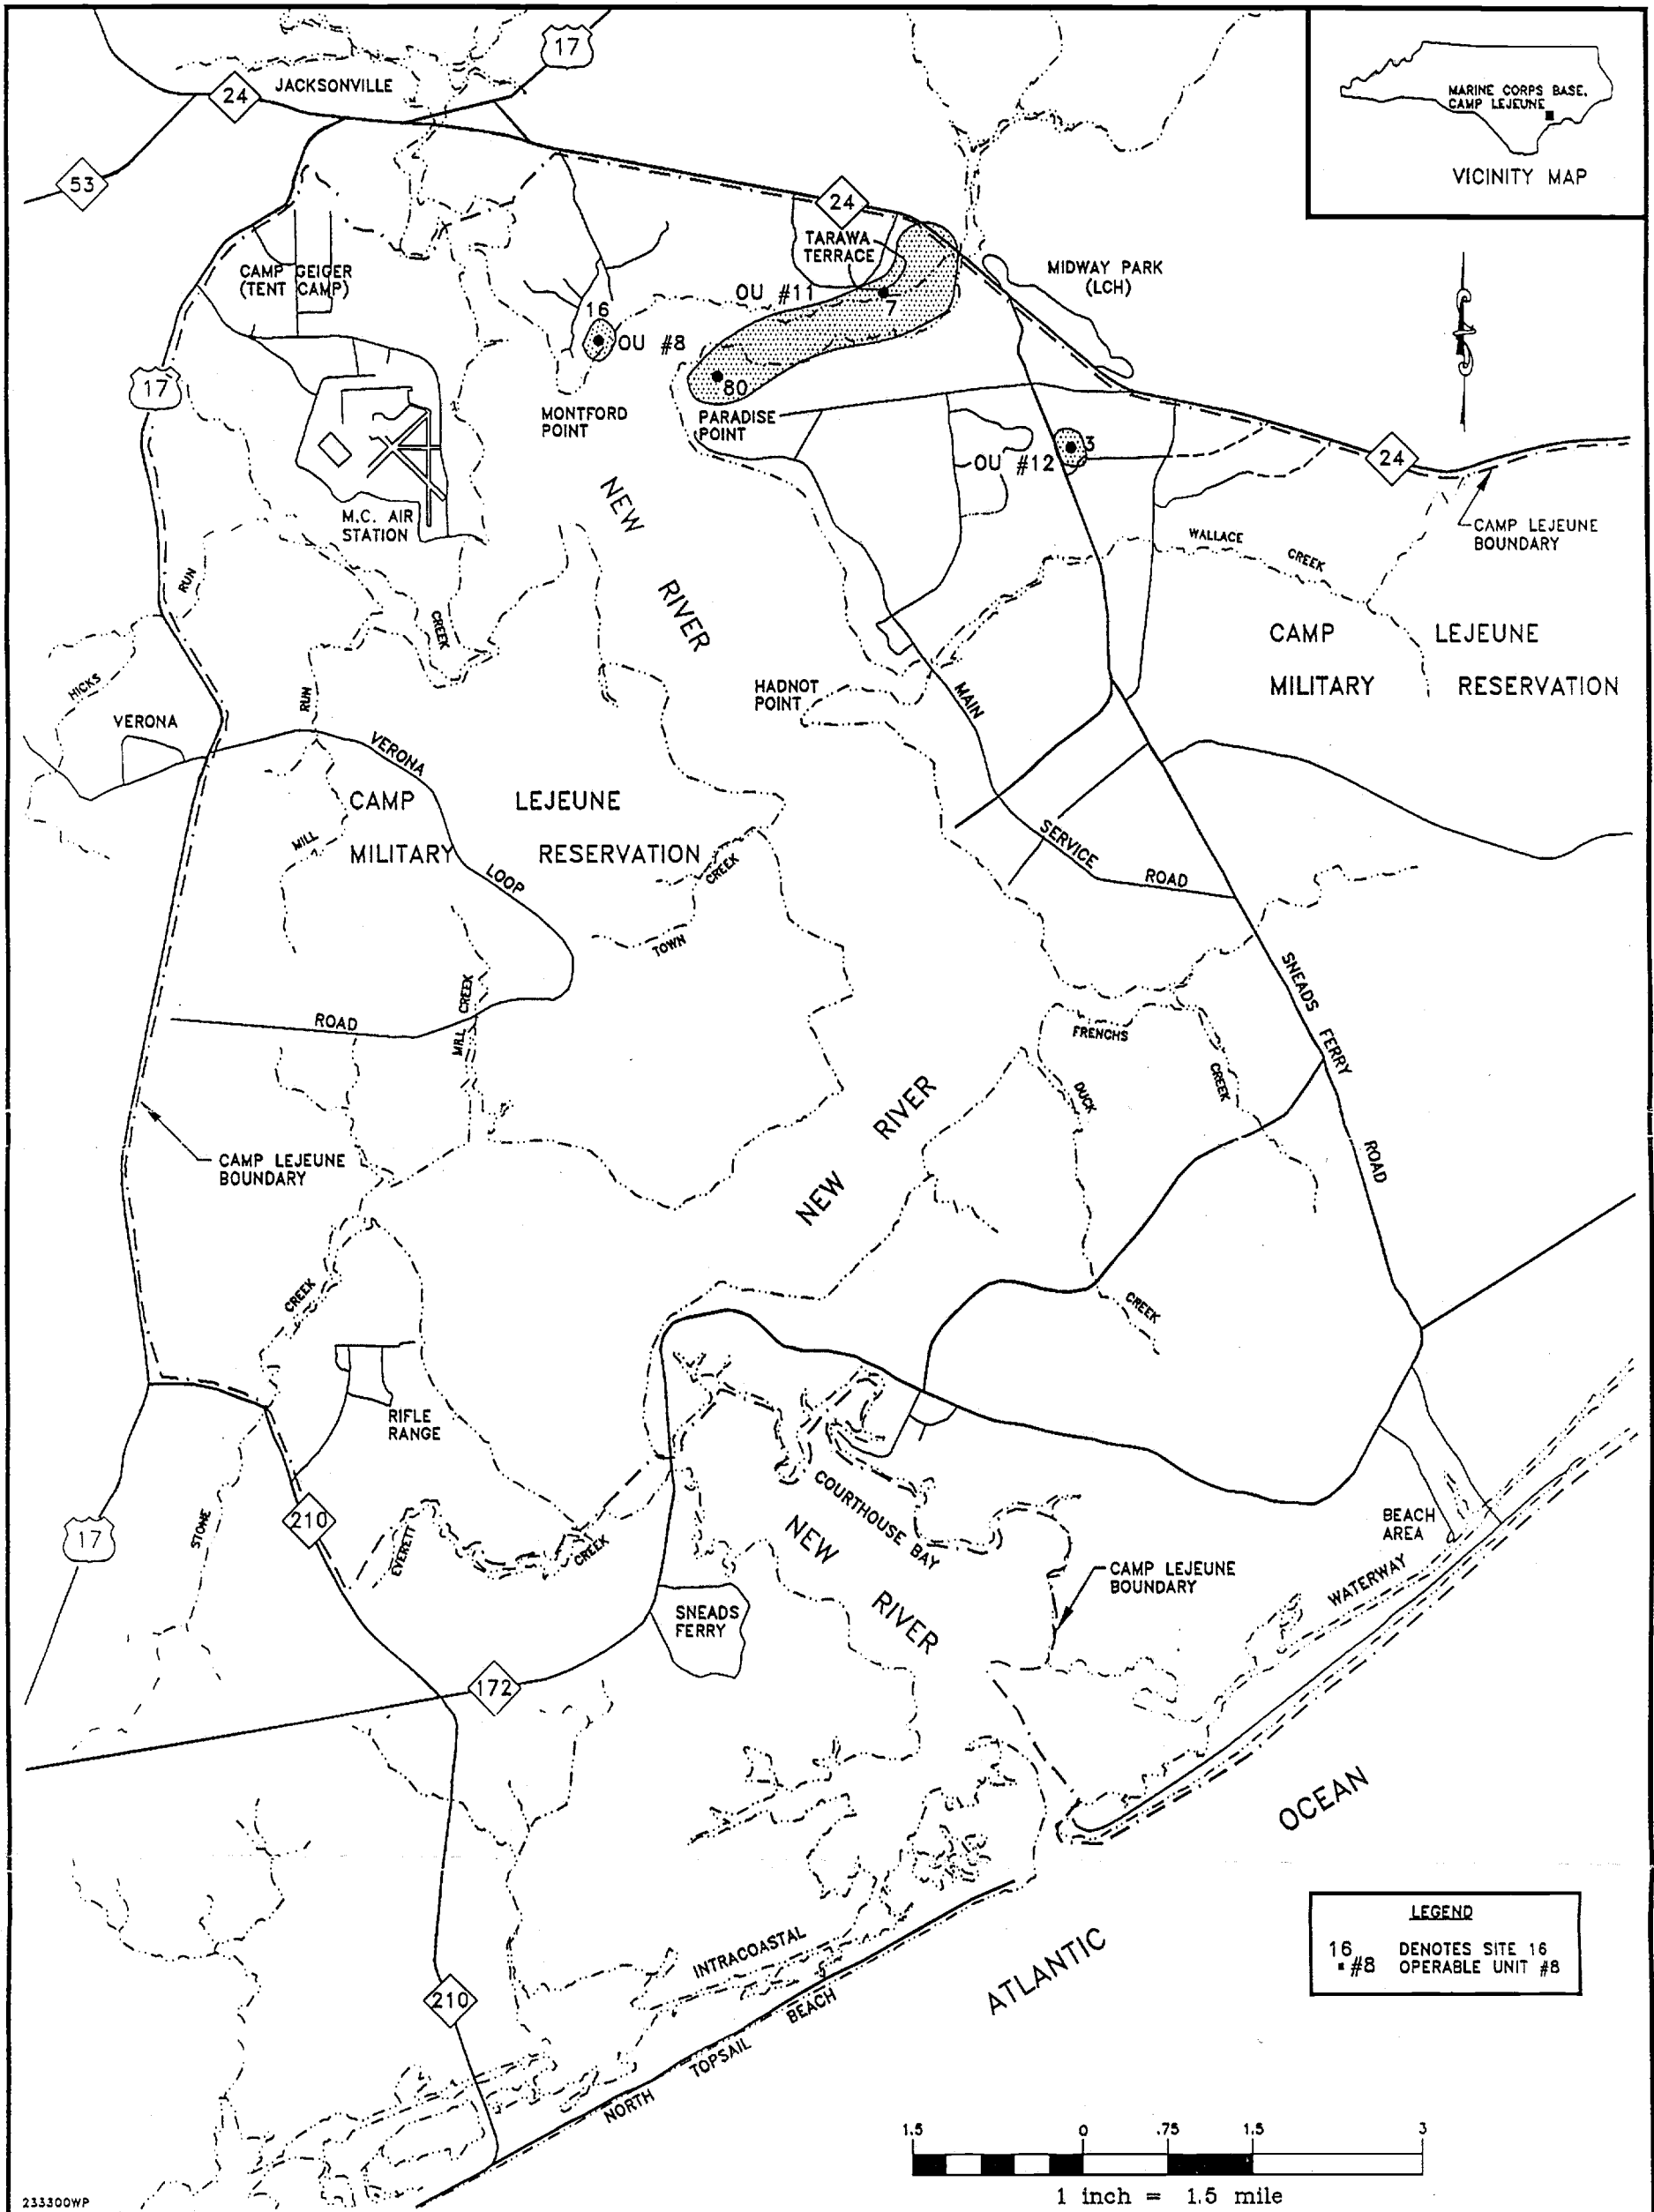 17
JACKSONVILLE
24
53
MARINE CORPS BASE,
CAMP LEJEUNE
VICINITY MAP
24
TARAWA
TERRACE
CAMP GEIGER
(TENT CAMP)
MIDWAY PARK
(LCH)
OU #11
7
16
OU #8
80
17
MONTFORD
POINT
PARADISE
POINT
3
OU #12
24
M.C. AIR
STATION
NEW
RIVER
CAMP LEJEUNE
BOUNDARY
WALLACE
CREEK
RUN
CREEK
HICKS
RUN
CAMP LEJEUNE
MILITARY RESERVATION
HADNOT
POINT
MAIN
VERONA
VERONA
CAMP LEJEUNE
MILITARY RESERVATION
MILL
LOOP
CREEK
TOWN
SERVICE
ROAD
SNEADS
FERRY
ROAD
MILL CREEK
ROAD
FRENCHS
CREEK
DUCK
CREEK
NEW
RIVER
CAMP LEJEUNE
BOUNDARY
CREEK
STONE
RIFLE
RANGE
17
210
EVERETT
CREEK
COURTHOUSE BAY
NEW
RIVER
BEACH
AREA
WATERWAY
CAMP LEJEUNE
BOUNDARY
SNEADS
FERRY
172
OCEAN
ATLANTIC
INTRACOASTAL
210
NORTH TOPSAIL BEACH
LEGEND
16 DENOTES SITE 16
#8 OPERABLE UNIT #8
1.5 0 .75 1.5 3
1 inch = 1.5 mile
233300WP